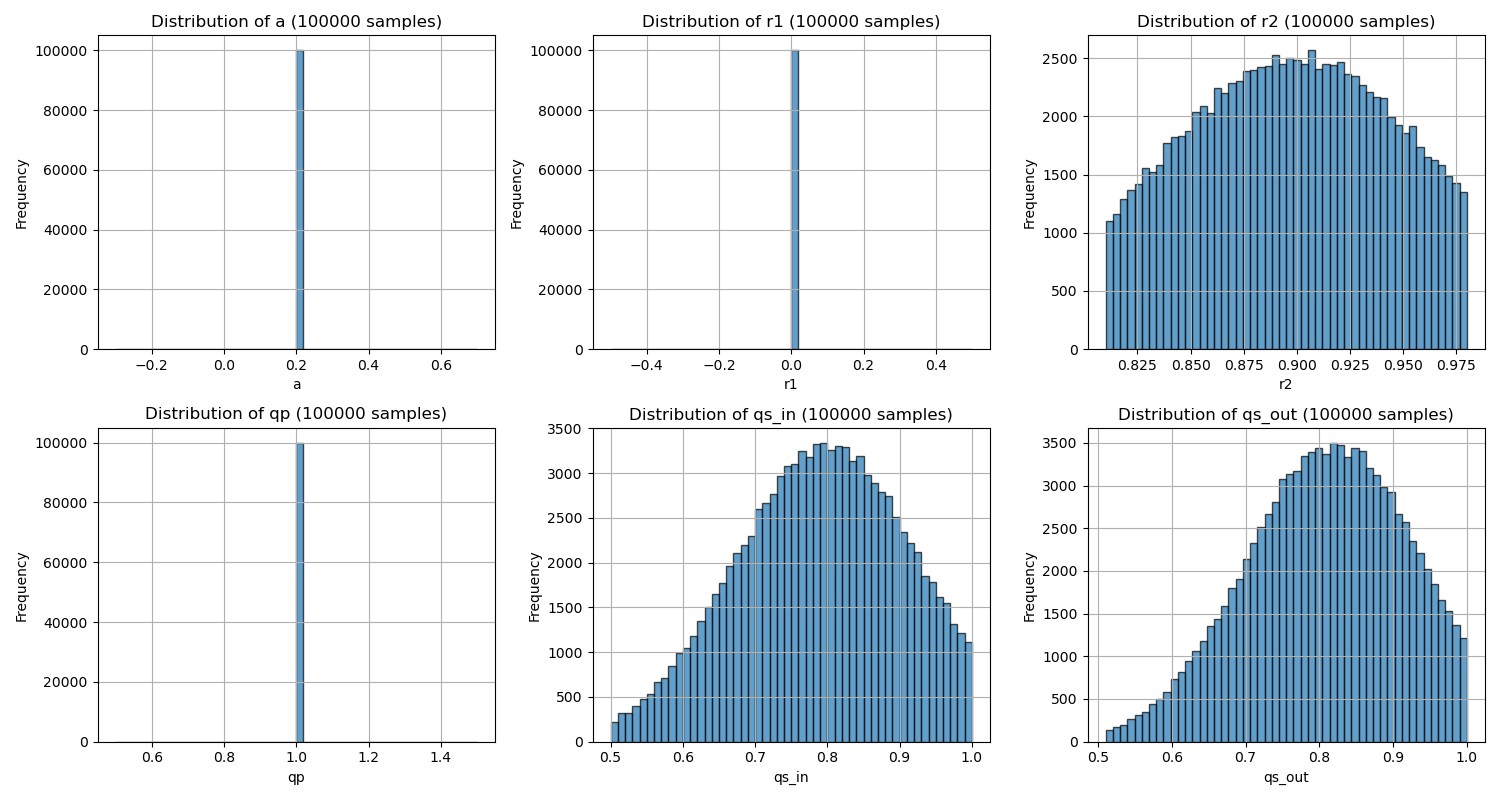 Distribution of a (100000 samples)
100000
80000
60000
40000
20000
0
Frequency
−0.2 0.0 0.2 0.4 0.6
a
Distribution of r1 (100000 samples)
100000
80000
60000
40000
20000
0
Frequency
−0.4 −0.2 0.0 0.2 0.4
r1
Distribution of r2 (100000 samples)
2500
2000
1500
1000
500
0
Frequency
0.825 0.850 0.875 0.900 0.925 0.950 0.975
r2
Distribution of qp (100000 samples)
100000
80000
60000
40000
20000
0
Frequency
0.6 0.8 1.0 1.2 1.4
qp
Distribution of qs_in (100000 samples)
3500
3000
2500
2000
1500
1000
500
0
Frequency
0.5 0.6 0.7 0.8 0.9 1.0
qs_in
Distribution of qs_out (100000 samples)
3500
3000
2500
2000
1500
1000
500
0
Frequency
0.5 0.6 0.7 0.8 0.9 1.0
qs_out